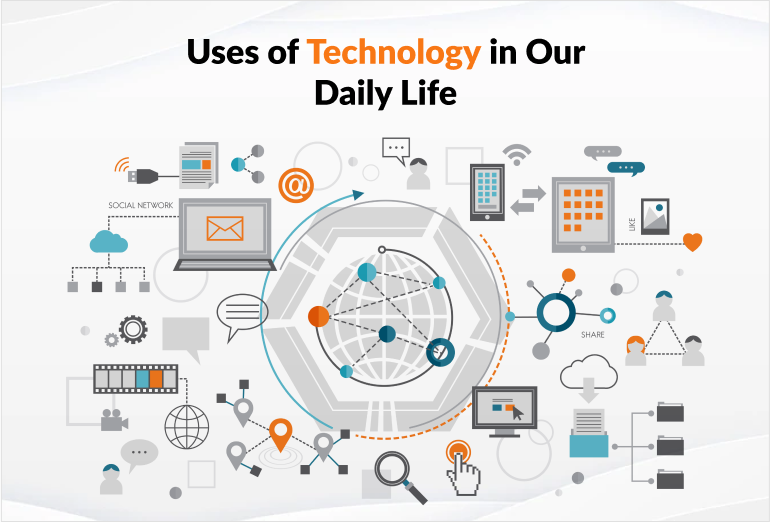 Uses of Technology in Our
Daily Life
SOCIAL NETWORK
@
LIKE
SHARE